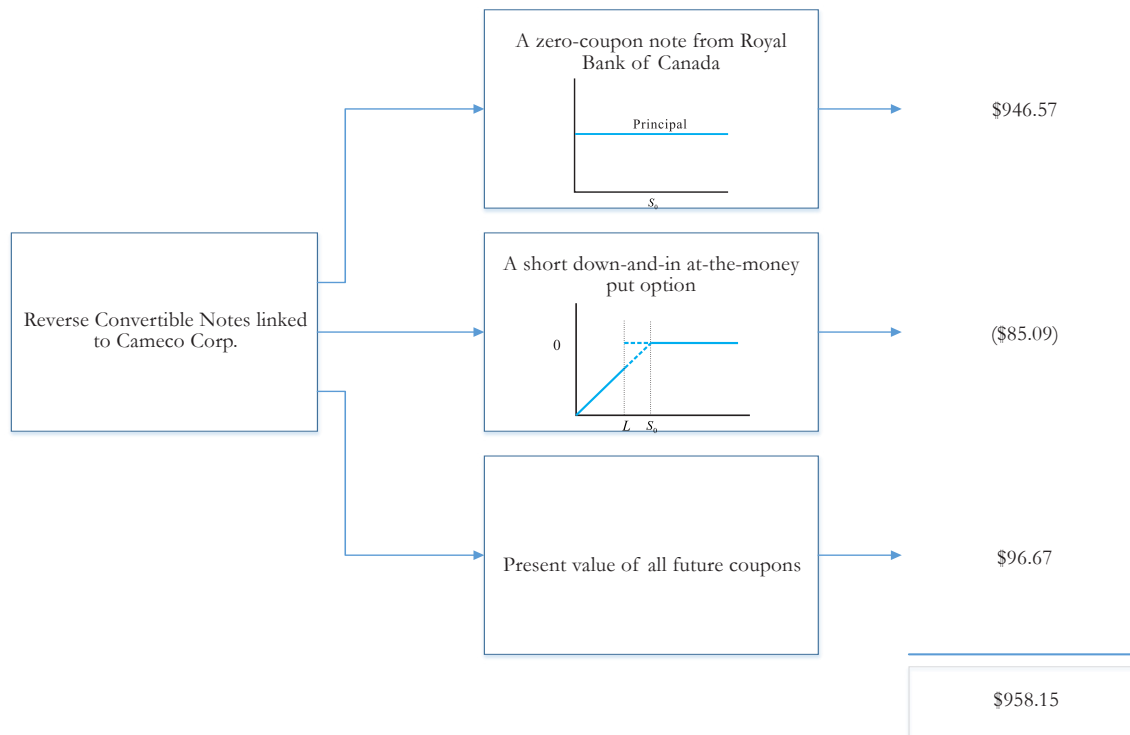 A zero-coupon note from Royal
Bank of Canada
Principal
S₀
$946.57
Reverse Convertible Notes linked
to Cameco Corp.
A short down-and-in at-the-money
put option
0
L S₀
($85.09)
Present value of all future coupons
$96.67
$958.15